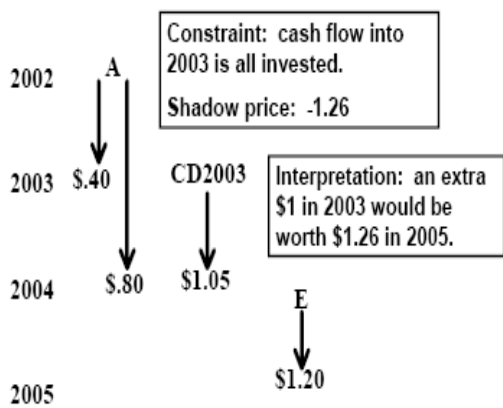 Constraint: cash flow into
2003 is all invested.
Shadow price: -1.26
2002 A
2003 $.40 CD2003
Interpretation: an extra
$1 in 2003 would be
worth $1.26 in 2005.
2004 $.80 $1.05
E
$1.20
2005